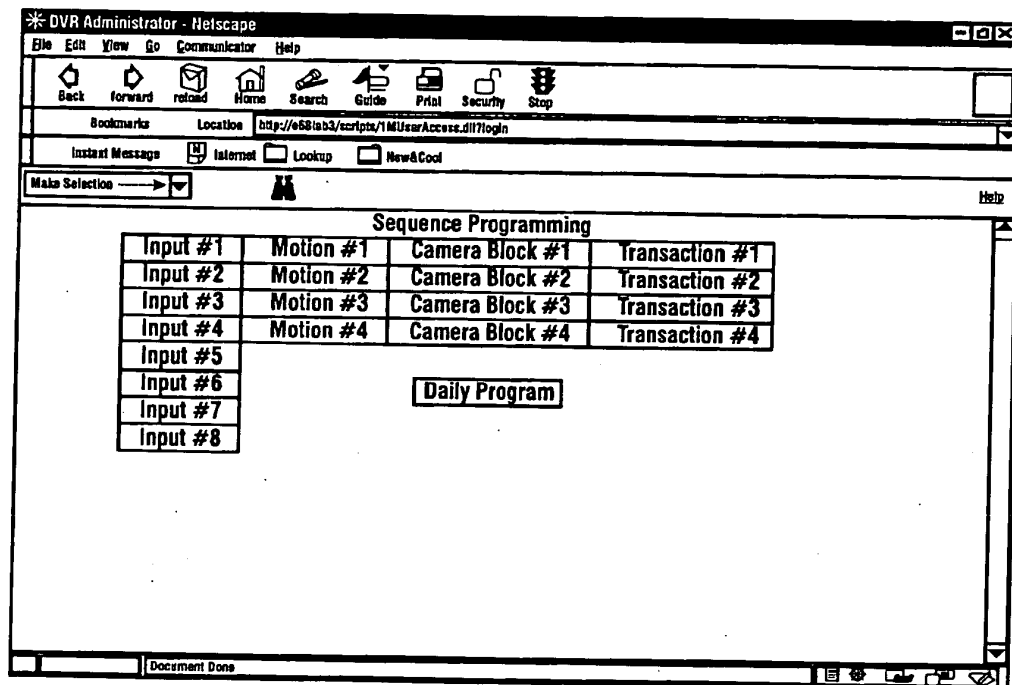 DVR Administrator - Netscape
File Edit View Go Communicator Help
Back forward reload Home Search Guide Print Security Stop
Bookmarks Location http://e68lab3/scripts/1MUserAccess.dll?login
Instant Message N Internet Lookup New&Cool
Make Selection Help
Sequence Programming
Input #1 Motion #1 Camera Block #1 Transaction #1
Input #2 Motion #2 Camera Block #2 Transaction #2
Input #3 Motion #3 Camera Block #3 Transaction #3
Input #4 Motion #4 Camera Block #4 Transaction #4
Input #5
Input #6 Daily Program
Input #7
Input #8
Document Done